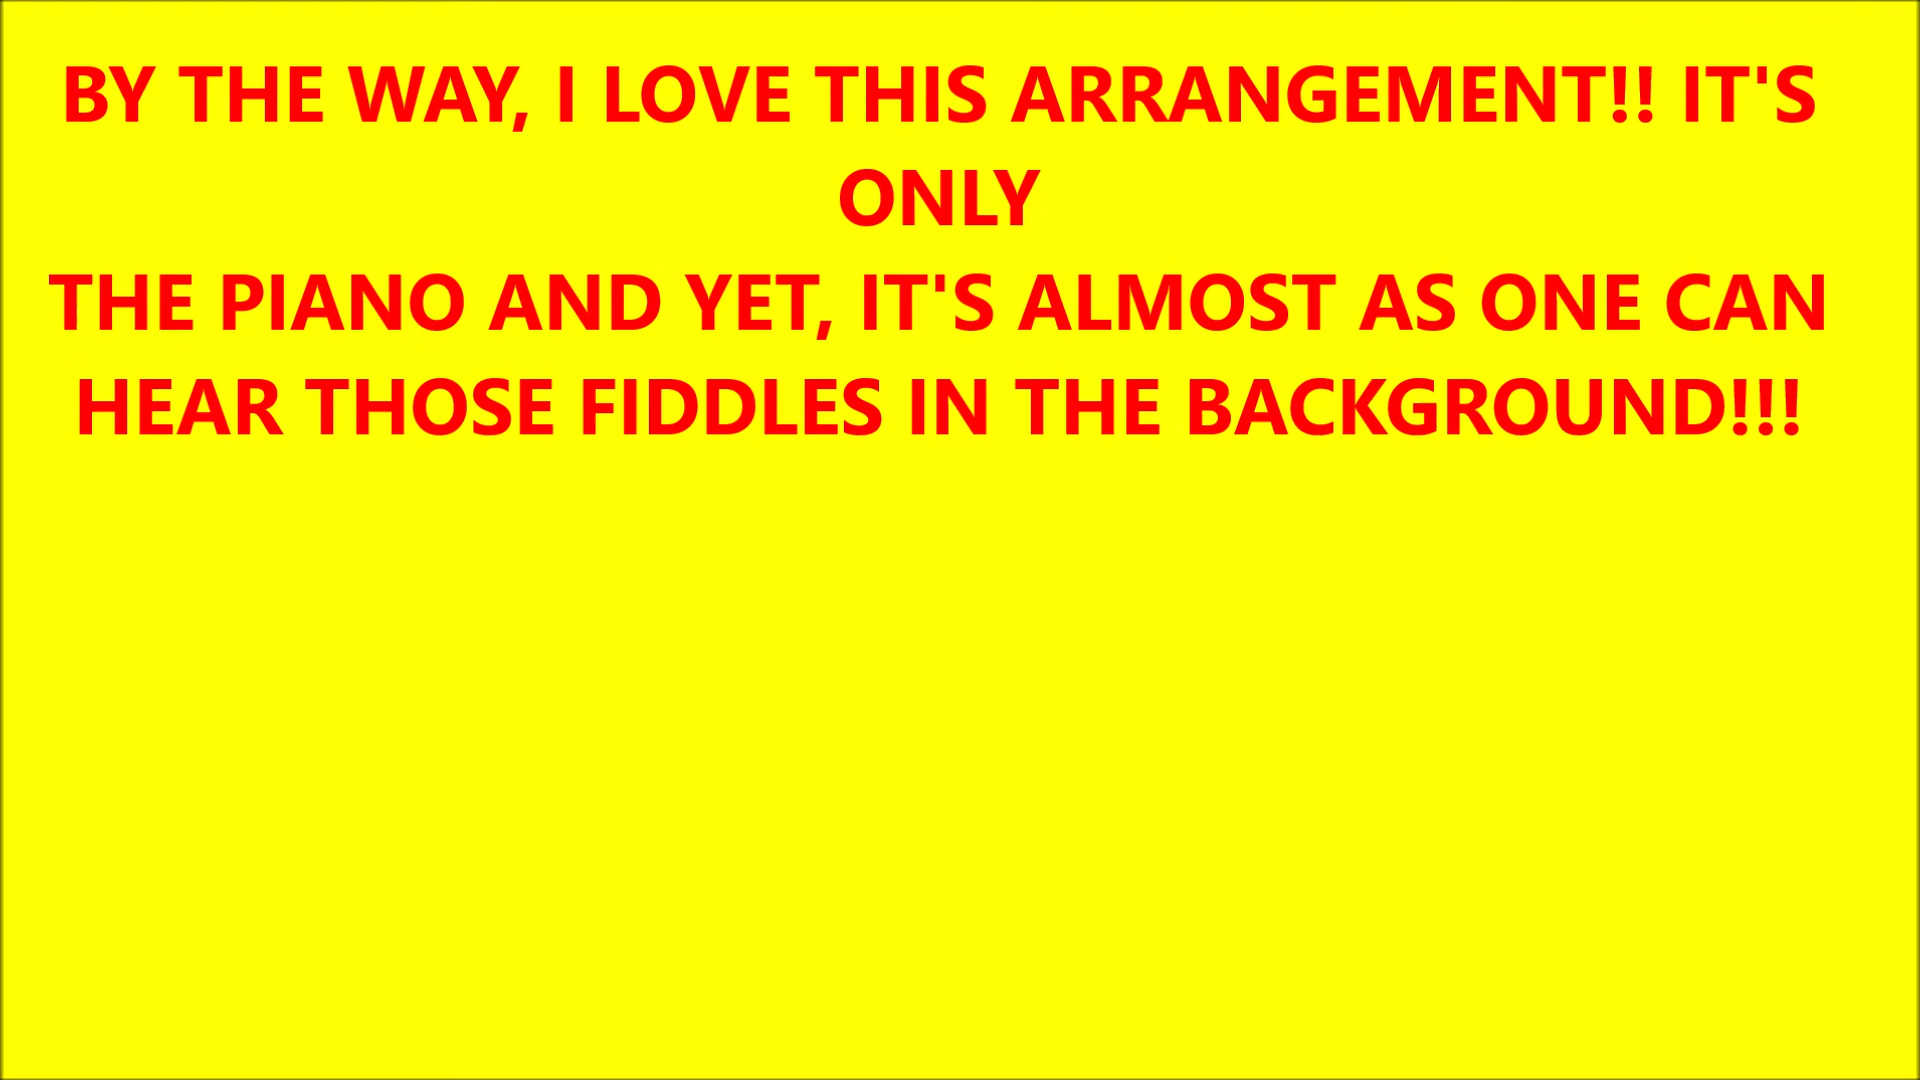 BY THE WAY, I LOVE THIS ARRANGEMENT!! IT'S
ONLY
THE PIANO AND YET, IT'S ALMOST AS ONE CAN
HEAR THOSE FIDDLES IN THE BACKGROUND!!!